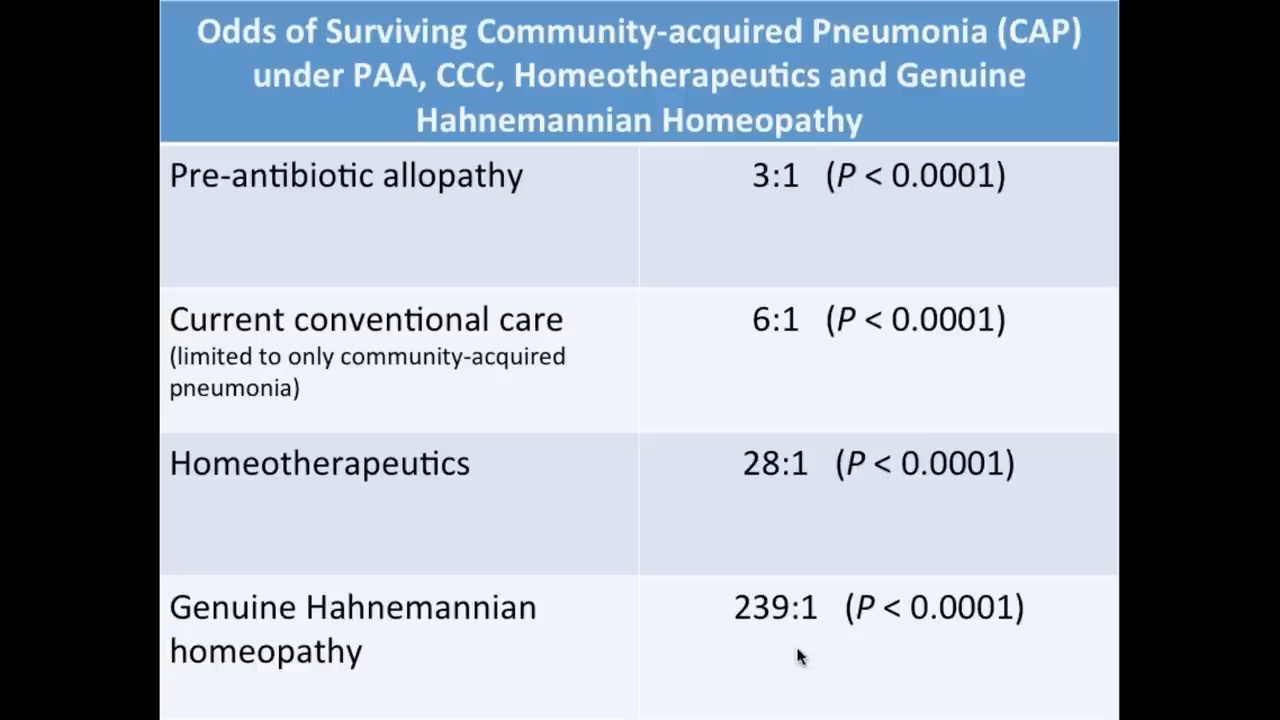 Odds of Surviving Community-acquired Pneumonia (CAP)
under PAA, CCC, Homeotherapeutics and Genuine
Hahnemannian Homeopathy
Pre-antibiotic allopathy
3:1 (P < 0.0001)
Current conventional care
(limited to only community-acquired
pneumonia)
6:1 (P < 0.0001)
Homeotherapeutics
28:1 (P < 0.0001)
Genuine Hahnemannian
homeopathy
239:1 (P < 0.0001)